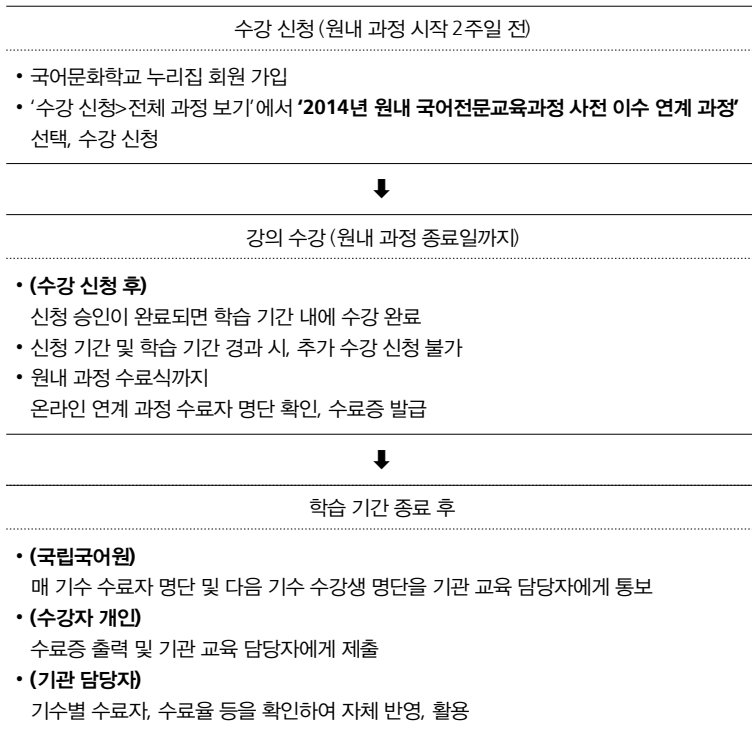 수강 신청 (원내 과정 시작 2주일 전)
• 국어문화학교 누리집 회원 가입
• ‘수강 신청>전체 과정 보기’에서 ‘2014년 원내 국어전문교육과정 사전 이수 연계 과정’
선택, 수강 신청
⬇
강의 수강 (원내 과정 종료일까지)
• (수강 신청 후)
신청 승인이 완료되면 학습 기간 내에 수강 완료
• 신청 기간 및 학습 기간 경과 시, 추가 수강 신청 불가
• 원내 과정 수료식까지
온라인 연계 과정 수료자 명단 확인, 수료증 발급
⬇
학습 기간 종료 후
• (국립국어원)
매 기수 수료자 명단 및 다음 기수 수강생 명단을 기관 교육 담당자에게 통보
• (수강자 개인)
수료증 출력 및 기관 교육 담당자에게 제출
• (기관 담당자)
기수별 수료자, 수료율 등을 확인하여 자체 반영, 활용